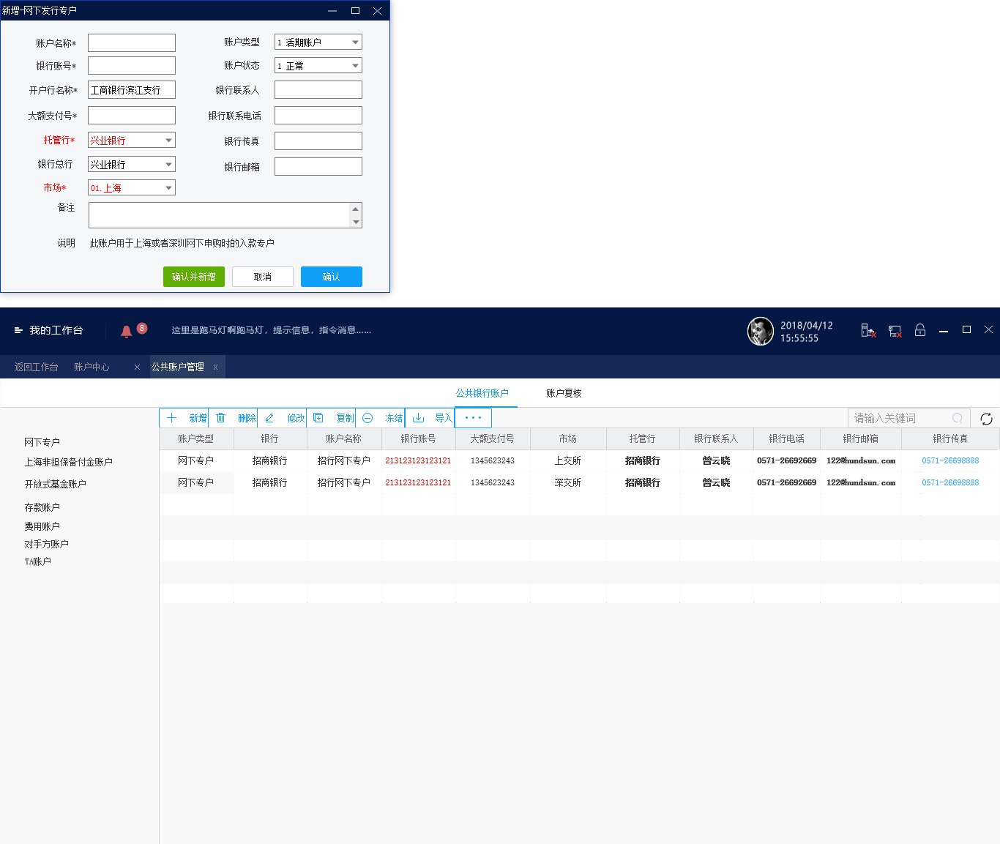 新增-网下发行专户
账户名称* 账户类型 1 活期账户
银行账号* 账户状态 1 正常
开户行名称* 工商银行滨江支行 银行联系人
大额支付号* 银行联系电话
托管行* 兴业银行 银行传真
银行总行 兴业银行 银行邮箱
市场* 01.上海
备注
说明 此账户用于上海或者深圳网下申购时的入款专户
确认并新增 取消 确认
我的工作台 8 这里是跑马灯啊跑马灯，提示信息，指令消息...... 2018/04/12
15:55:55
返回工作台 账户中心 × 公共账户管理 x
公共银行账户 账户复核
新增 删除 修改 复制 冻结 导入 ··· 请输入关键词
网下专户
上海非担保备付金账户
开放式基金账户
存款账户
费用账户
对手方账户
TA账户
账户类型 银行 账户名称 银行账号 大额支付号 市场 托管行 银行联系人 银行电话 银行邮箱 银行传真
网下专户 招商银行 招行网下专户 213123123123121 1345623243 上交所 招商银行 曾云晓 0571-26692669 122@hundsun.com 0571-26698888
网下专户 招商银行 招行网下专户 213123123123121 1345623243 深交所 招商银行 曾云晓 0571-26692669 122@hundsun.com 0571-26698888